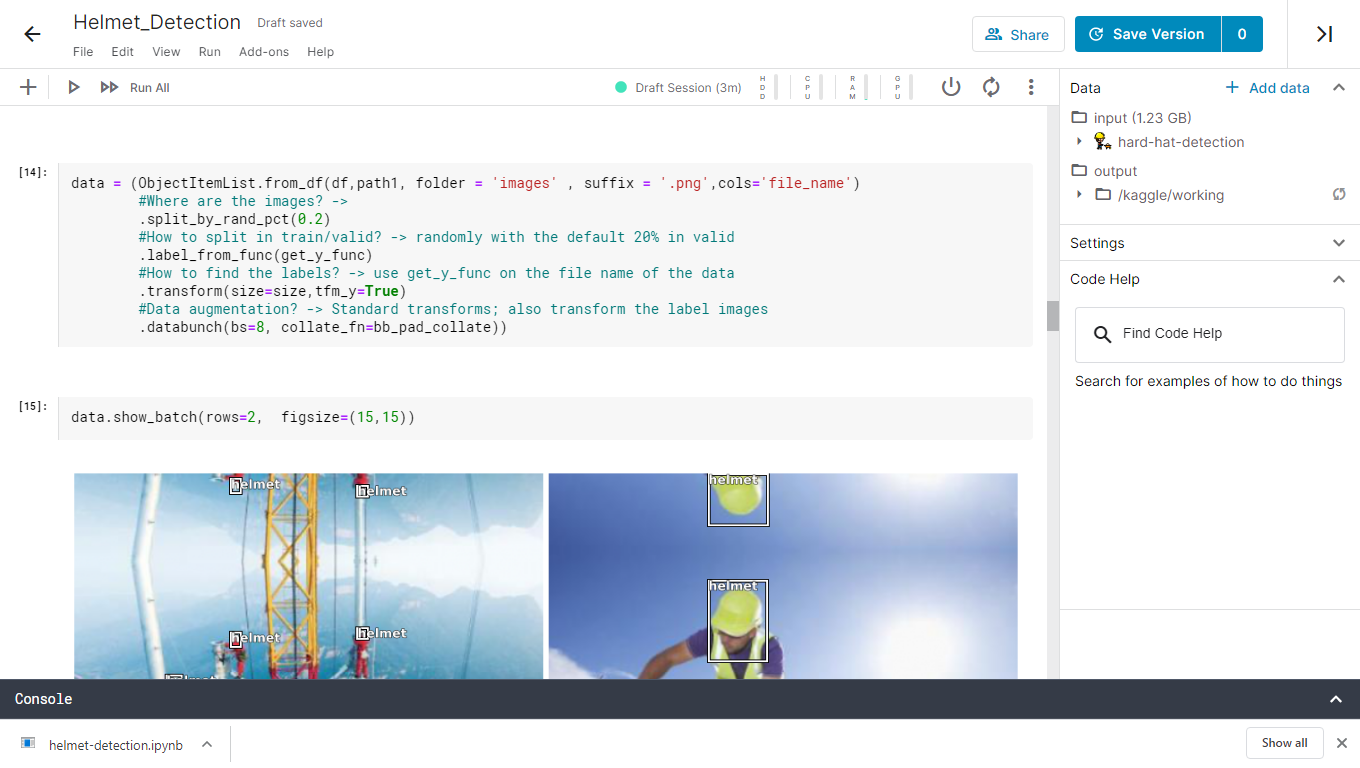 Helmet_Detection Draft saved
File Edit View Run Add-ons Help
Share
Save Version 0
Run All
Draft Session (3m)
HDD
CPU
RAM
GPU
[14]:
data = (ObjectItemList.from_df(df,path1, folder = 'images' , suffix = '.png',cols='file_name')
#Where are the images? ->
.split_by_rand_pct(0.2)
#How to split in train/valid? -> randomly with the default 20% in valid
.label_from_func(get_y_func)
#How to find the labels? -> use get_y_func on the file name of the data
.transform(size=size,tfm_y=True)
#Data augmentation? -> Standard transforms; also transform the label images
.databunch(bs=8, collate_fn=bb_pad_collate))
[15]:
data.show_batch(rows=2,  figsize=(15,15))
helmet
helmet
helmet
helmet
helmet
helmet
Data
Add data
input (1.23 GB)
hard-hat-detection
output
/kaggle/working
Settings
Code Help
Find Code Help
Search for examples of how to do things
Console
helmet-detection.ipynb
Show all